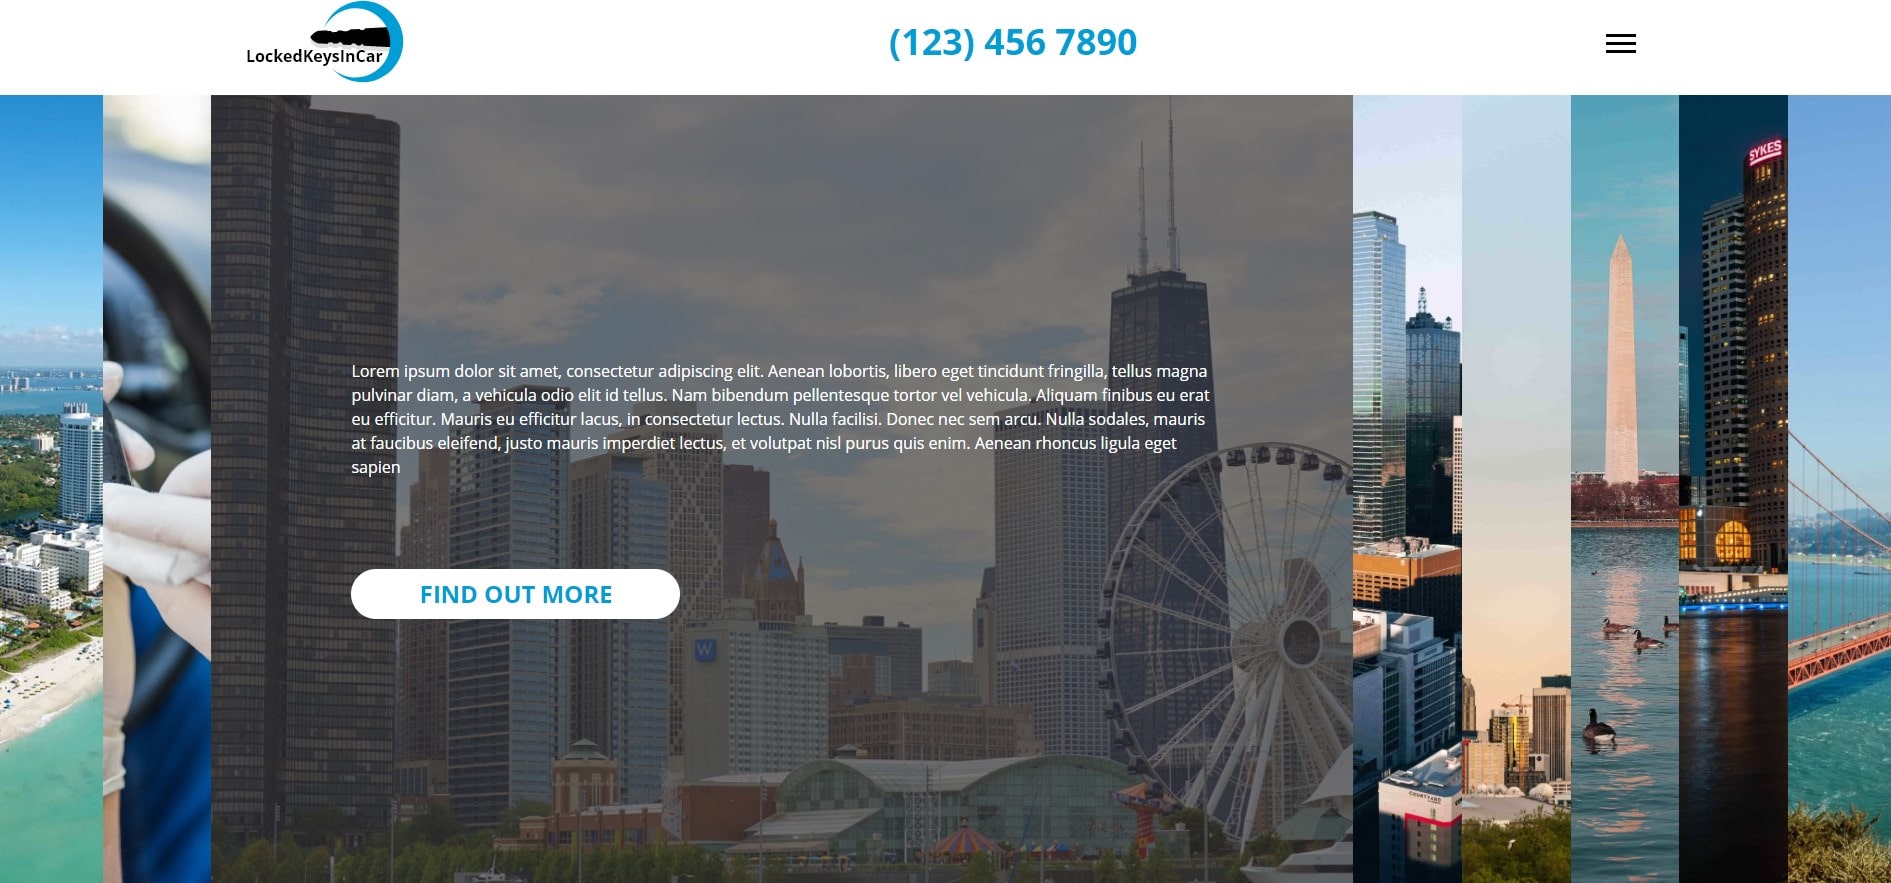 LockedKeysInCar
(123) 456 7890
SYKES
Lorem ipsum dolor sit amet, consectetur adipiscing elit. Aenean lobortis, libero eget tincidunt fringilla, tellus magna
pulvinar diam, a vehicula odio elit id tellus. Nam bibendum pellentesque tortor vel vehicula. Aliquam finibus eu erat
eu efficitur. Mauris eu efficitur lacus, in consectetur lectus. Nulla facilisi. Donec nec sem arcu. Nulla sodales, mauris
at faucibus eleifend, justo mauris imperdiet lectus, et volutpat nisl purus quis enim. Aenean rhoncus ligula eget
sapien
FIND OUT MORE
W
COURTYARD